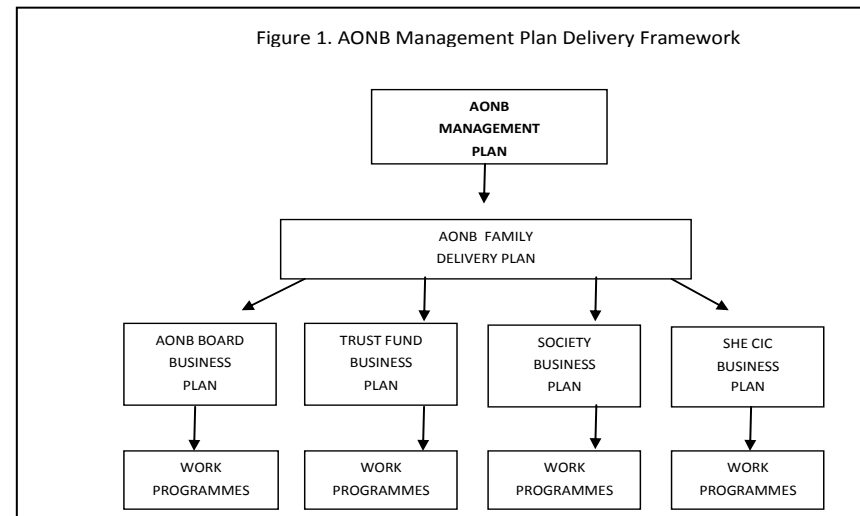 Figure 1. AONB Management Plan Delivery Framework
AONB
MANAGEMENT
PLAN
AONB FAMILY
DELIVERY PLAN
AONB BOARD
BUSINESS
PLAN
TRUST FUND
BUSINESS
PLAN
SOCIETY
BUSINESS
PLAN
SHE CIC
BUSINESS
PLAN
WORK
PROGRAMMES
WORK
PROGRAMMES
WORK
PROGRAMMES
WORK
PROGRAMMES